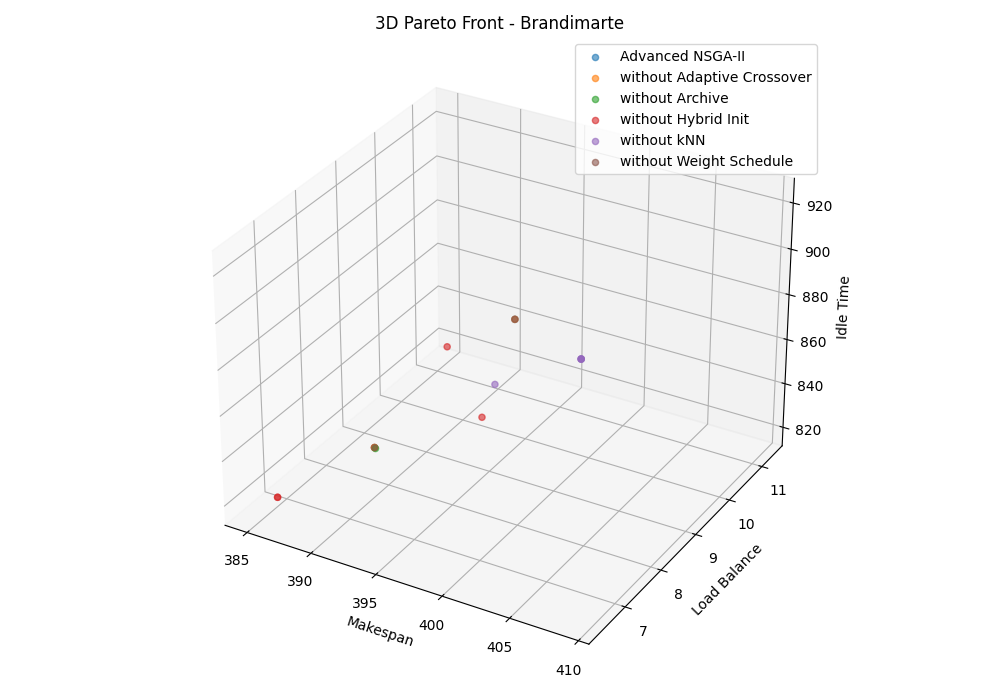 3D Pareto Front - Brandimarte
Advanced NSGA-II
without Adaptive Crossover
without Archive
without Hybrid Init
without kNN
without Weight Schedule
920
900
880
860
840
820
Idle Time
11
10
9
8
7
Load Balance
385
390
395
400
405
410
Makespan